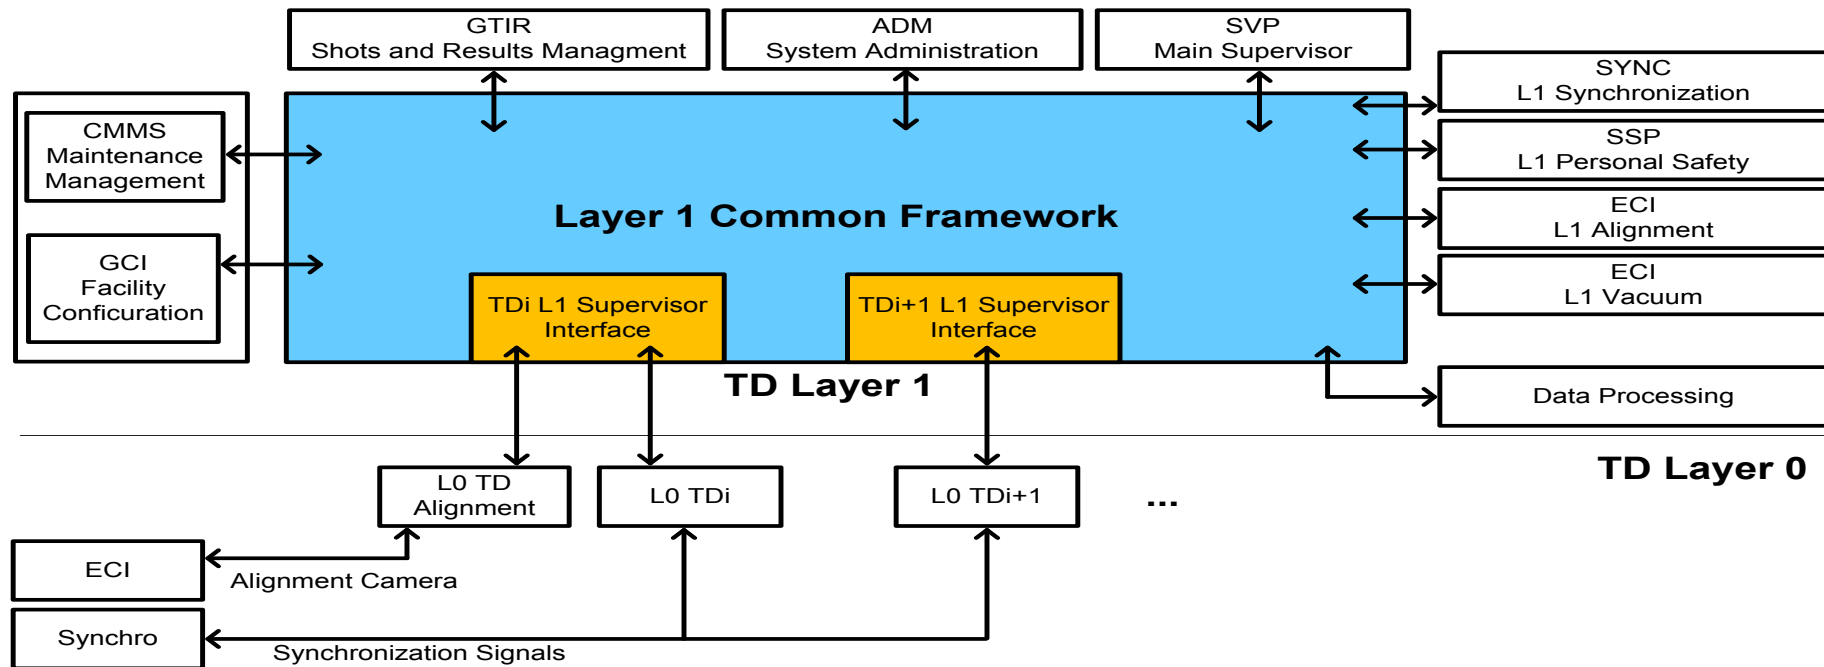 GTIR
Shots and Results Managment
ADM
System Administration
SVP
Main Supervisor
SYNC
L1 Synchronization
CMMS
Maintenance
Management
SSP
L1 Personal Safety
Layer 1 Common Framework
ECI
L1 Alignment
GCI
Facility
Conficuration
TDi L1 Supervisor
Interface
TDi+1 L1 Supervisor
Interface
ECI
L1 Vacuum
TD Layer 1
Data Processing
TD Layer 0
L0 TD
Alignment
L0 TDi
L0 TDi+1
...
ECI
Alignment Camera
Synchro
Synchronization Signals